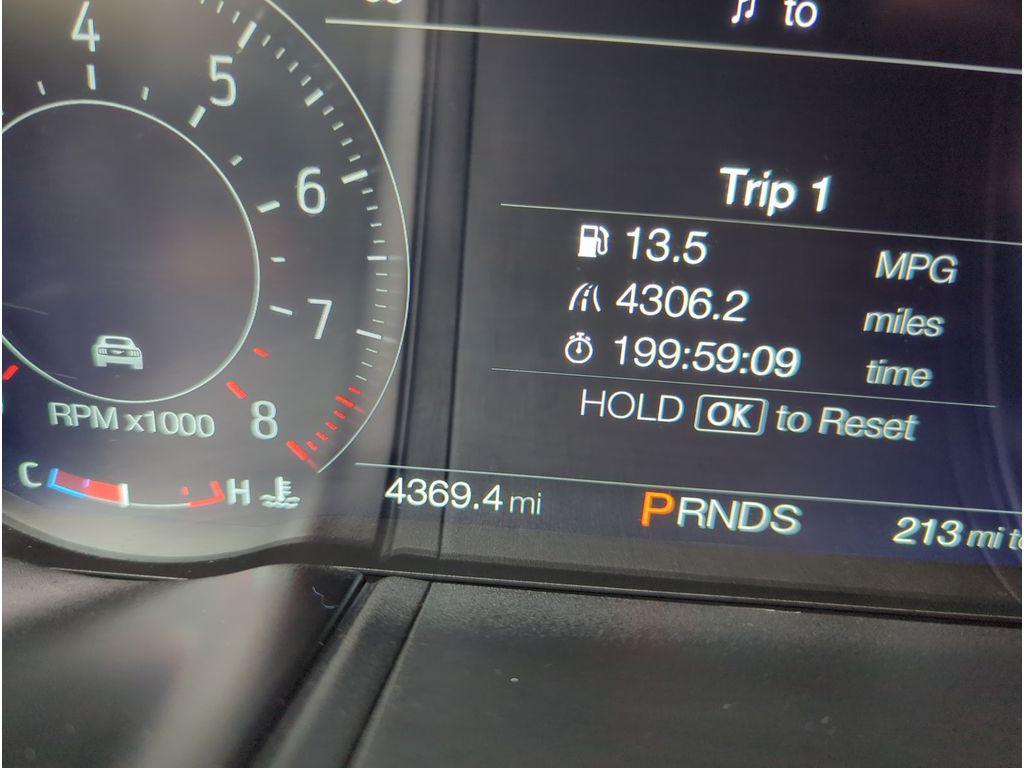 to
4
5
6
7
8
RPM x1000
C H
Trip 1
13.5 MPG
4306.2 miles
199:59:09 time
HOLD OK to Reset
4369.4 mi PRNDS 213 mi